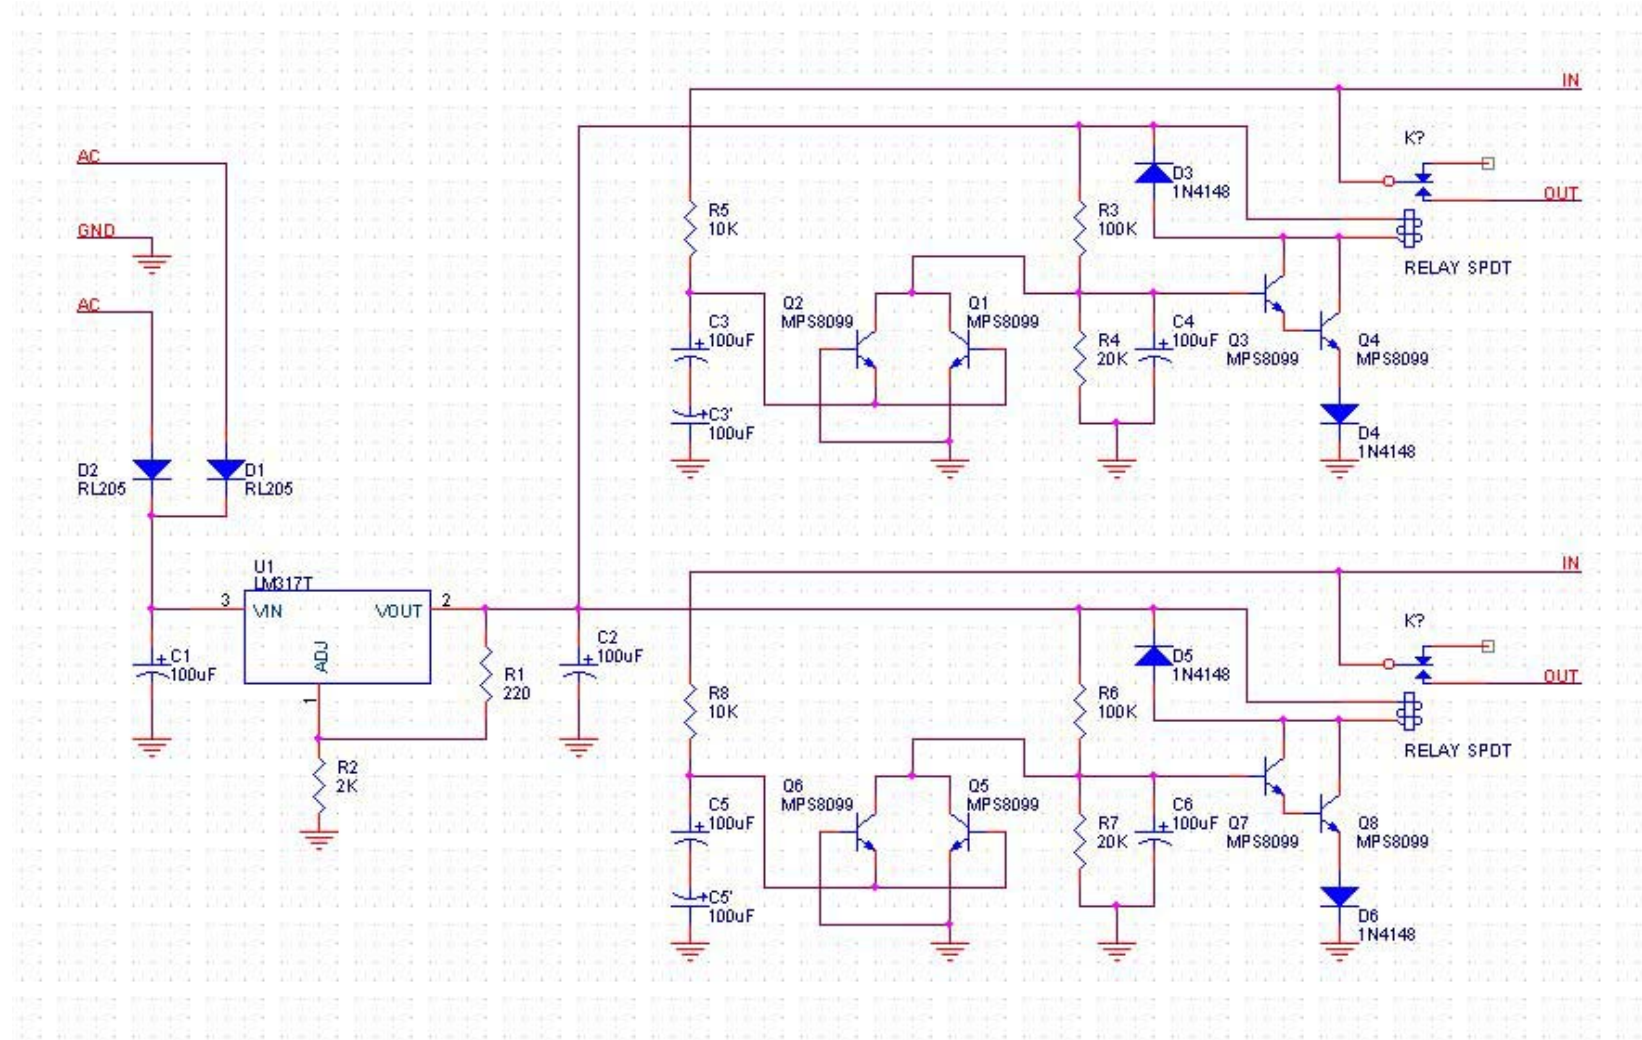 IN
K?
AC
D3
1N4148
OUT
R5
10K
R3
100K
GND
RELAY SPDT
AC
Q2
MPS8099
Q1
MPS8099
C3
100uF
C4
100uF
R4
20K
Q3
MPS8099
Q4
MPS8099
C3'
100uF
D4
1N4148
D2
RL205
D1
RL205
IN
U1
LM317T
3
VIN
VOUT
2
ADJ
1
K?
C1
100uF
C2
100uF
R1
220
D5
1N4148
OUT
R8
10K
R6
100K
RELAY SPDT
R2
2K
Q6
MPS8099
Q5
MPS8099
C5
100uF
C6
100uF
R7
20K
Q7
MPS8099
Q8
MPS8099
C5'
100uF
D6
1N4148